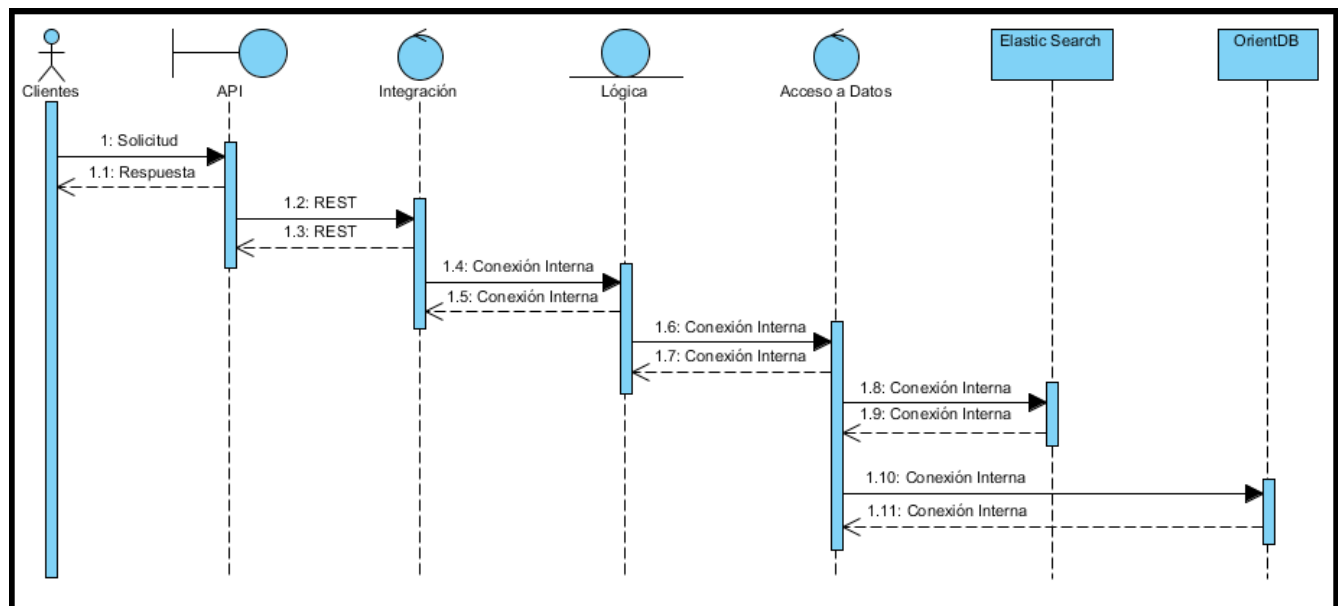 Elastic Search
OrientDB
Clientes
API
Integración
Lógica
Acceso a Datos
1: Solicitud
1.1: Respuesta
1.2: REST
1.3: REST
1.4: Conexión Interna
1.5: Conexión Interna
1.6: Conexión Interna
1.7: Conexión Interna
1.8: Conexión Interna
1.9: Conexión Interna
1.10: Conexión Interna
1.11: Conexión Interna